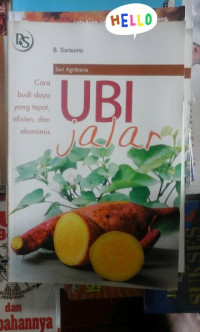 HELLO
PS
B. Sarwono
Seri Agribisnis
Cara
budi daya
yang tepat,
efisien, dan
ekonomis
UBI
jalar
dan
bahannya